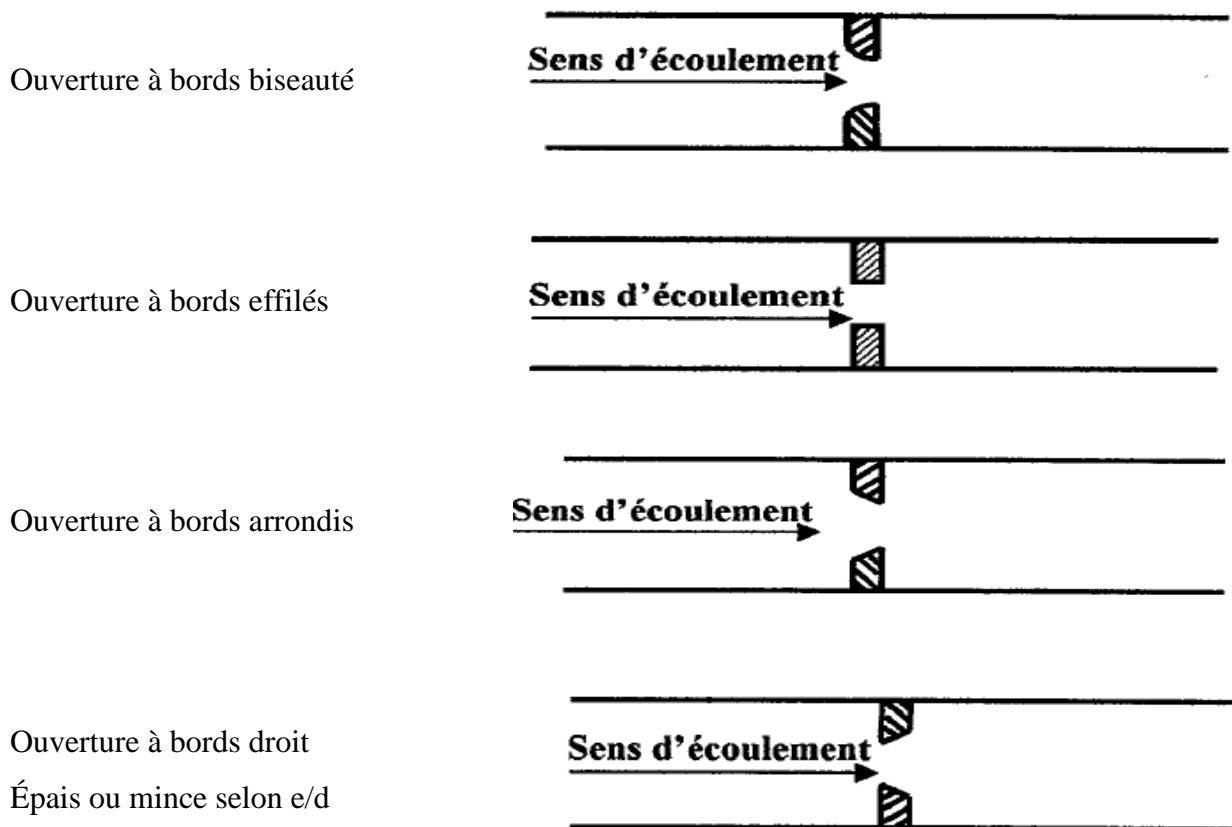 Sens d'écoulement
Ouverture à bords biseauté
Sens d'écoulement
Ouverture à bords effilés
Sens d'écoulement
Ouverture à bords arrondis
Sens d'écoulement
Ouverture à bords droit
Épais ou mince selon e/d